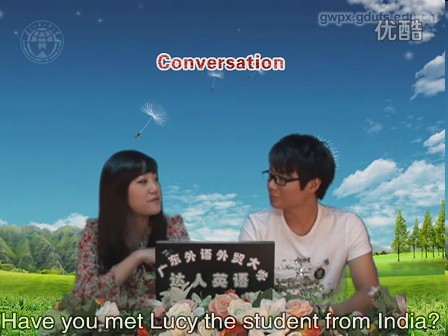 gwpx.gdufs.edu.cn
优酷
Conversation
广东外语外贸大学
达人英语
Have you met Lucy the student from India?